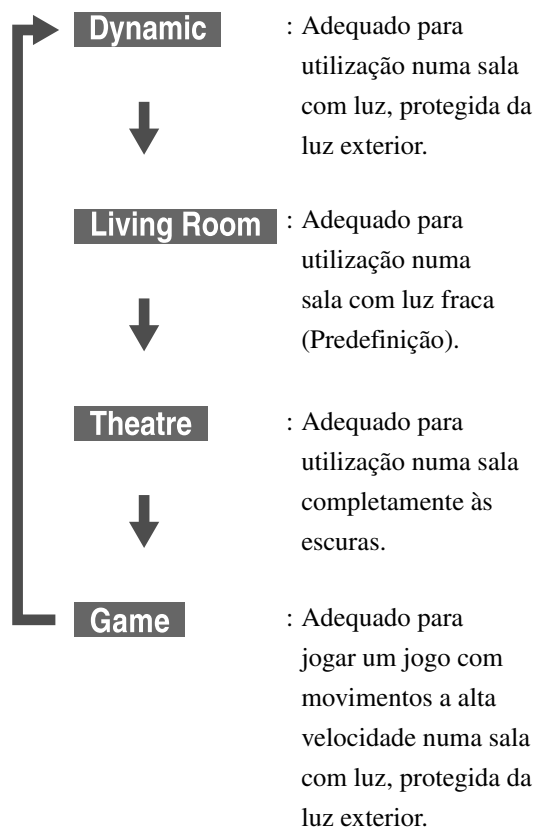 Dynamic : Adequado para
utilização numa sala
com luz, protegida da
luz exterior.
Living Room : Adequado para
utilização numa
sala com luz fraca
(Predefinição).
Theatre : Adequado para
utilização numa sala
completamente às
escuras.
Game : Adequado para
jogar um jogo com
movimentos a alta
velocidade numa sala
com luz, protegida da
luz exterior.